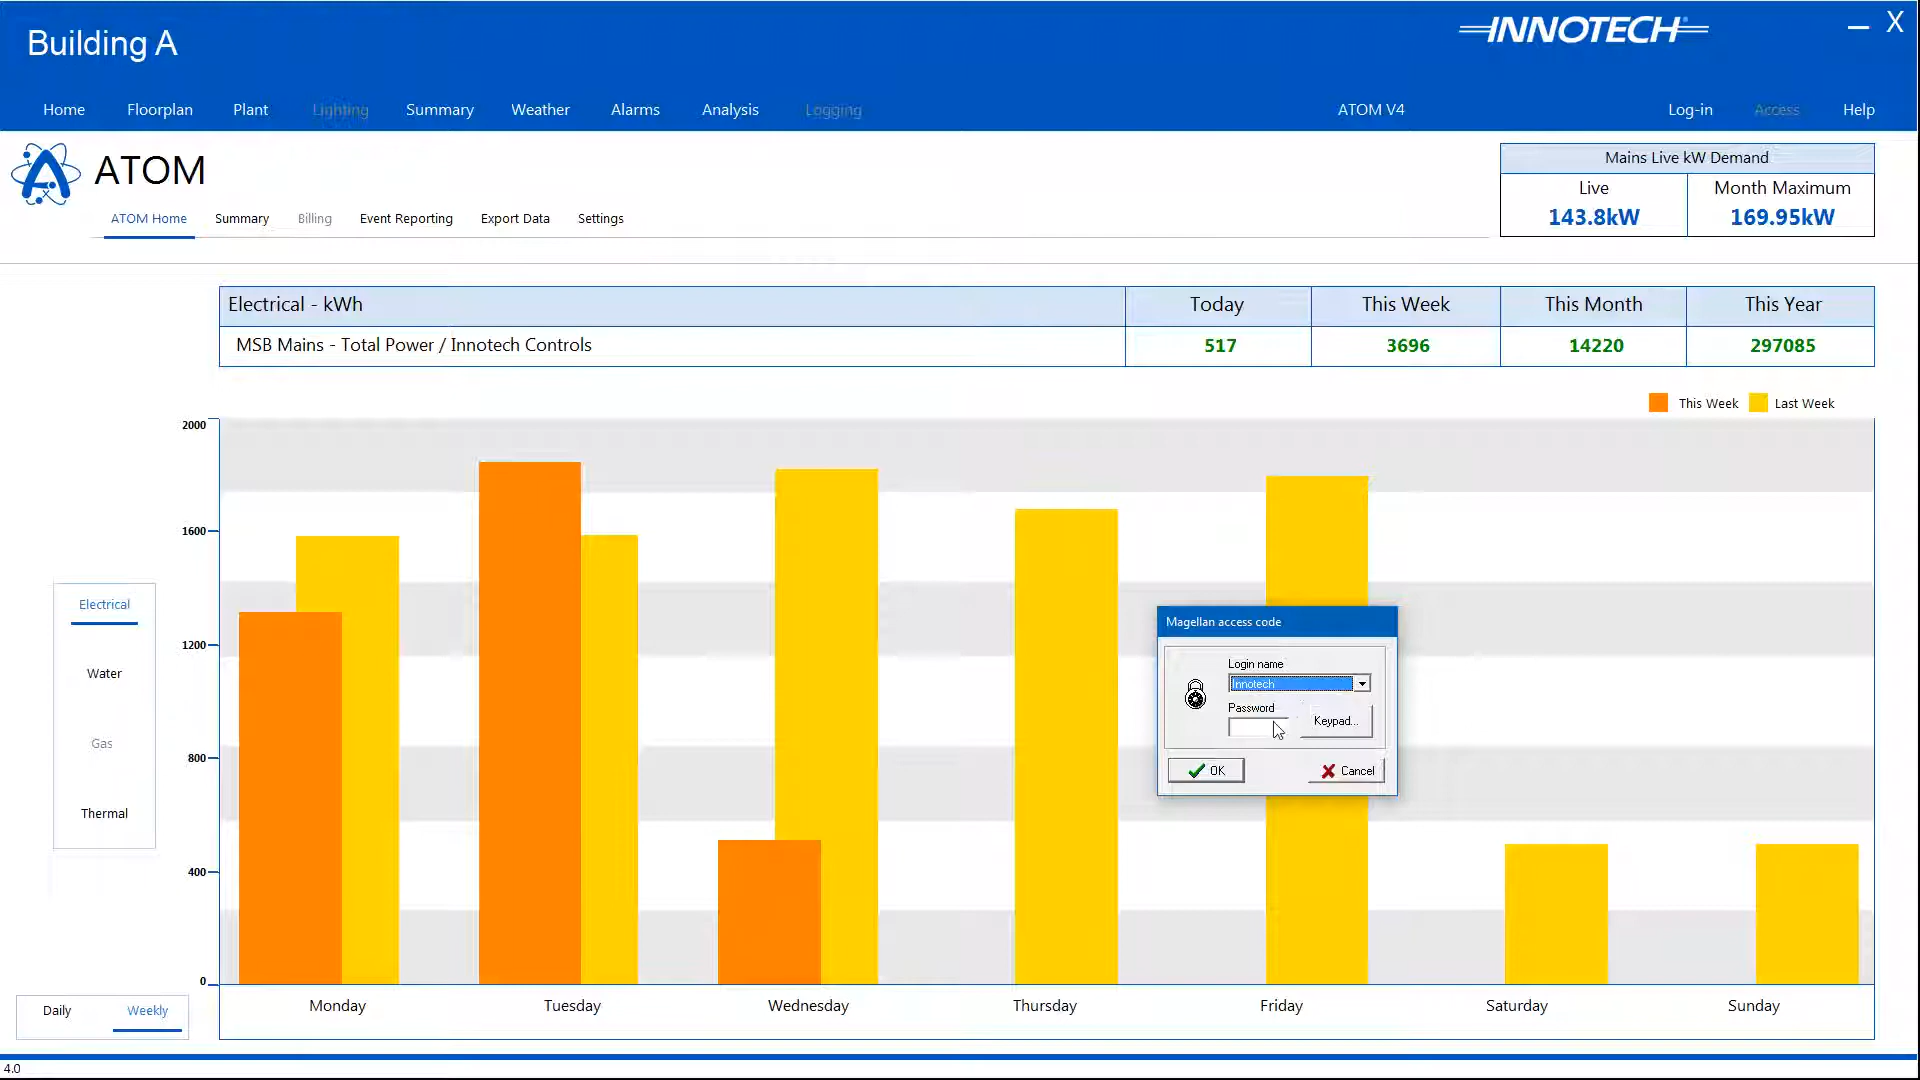 Building A
INNOTECH
— X
Home Floorplan Plant Lighting Summary Weather Alarms Analysis Logging ATOM V4 Log-in Access Help
ATOM
ATOM Home Summary Billing Event Reporting Export Data Settings
Mains Live kW Demand
Live Month Maximum
143.8kW 169.95kW
Electrical - kWh Today This Week This Month This Year
MSB Mains - Total Power / Innotech Controls 517 3696 14220 297085
This Week Last Week
2000
1600
1200
800
400
0
Electrical
Water
Gas
Thermal
Magellan access code
Login name
Innotech
Password
Keypad...
OK Cancel
Daily Weekly
Monday Tuesday Wednesday Thursday Friday Saturday Sunday
4.0